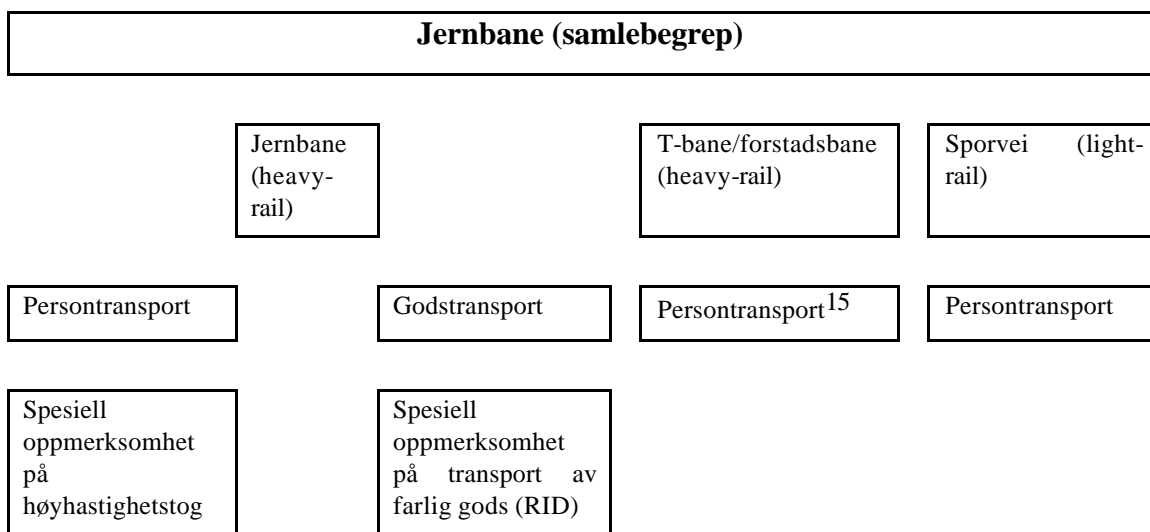 Jernbane (samlebegrep)
Jernbane
(heavy-
rail)
T-bane/forstadsbane
(heavy-rail)
Sporvei (light-
rail)
Persontransport
Godstransport
Persontransport15
Persontransport
Spesiell
oppmerksomhet
på
høyhastighetstog
Spesiell
oppmerksomhet
på transport av
farlig gods (RID)